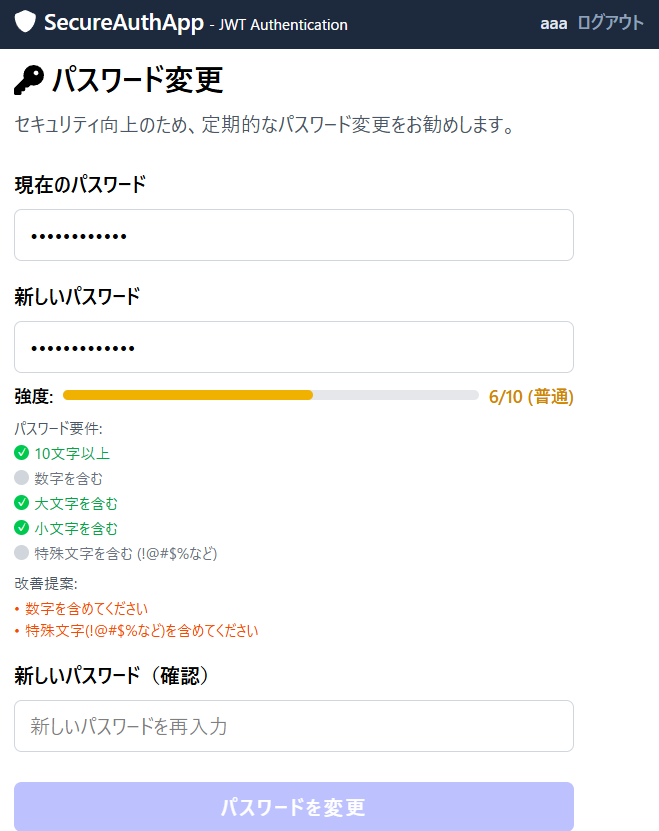 SecureAuthApp - JWT Authentication aaa ログアウト
パスワード変更
セキュリティ向上のため、定期的なパスワード変更をお勧めします。
現在のパスワード
••••••••••••
新しいパスワード
•••••••••••••
強度: 6/10 (普通)
パスワード要件:
10文字以上
数字を含む
大文字を含む
小文字を含む
特殊文字を含む (!@#$%など)
改善提案:
• 数字を含めてください
• 特殊文字(!@#$%など)を含めてください
新しいパスワード（確認）
新しいパスワードを再入力
パスワードを変更